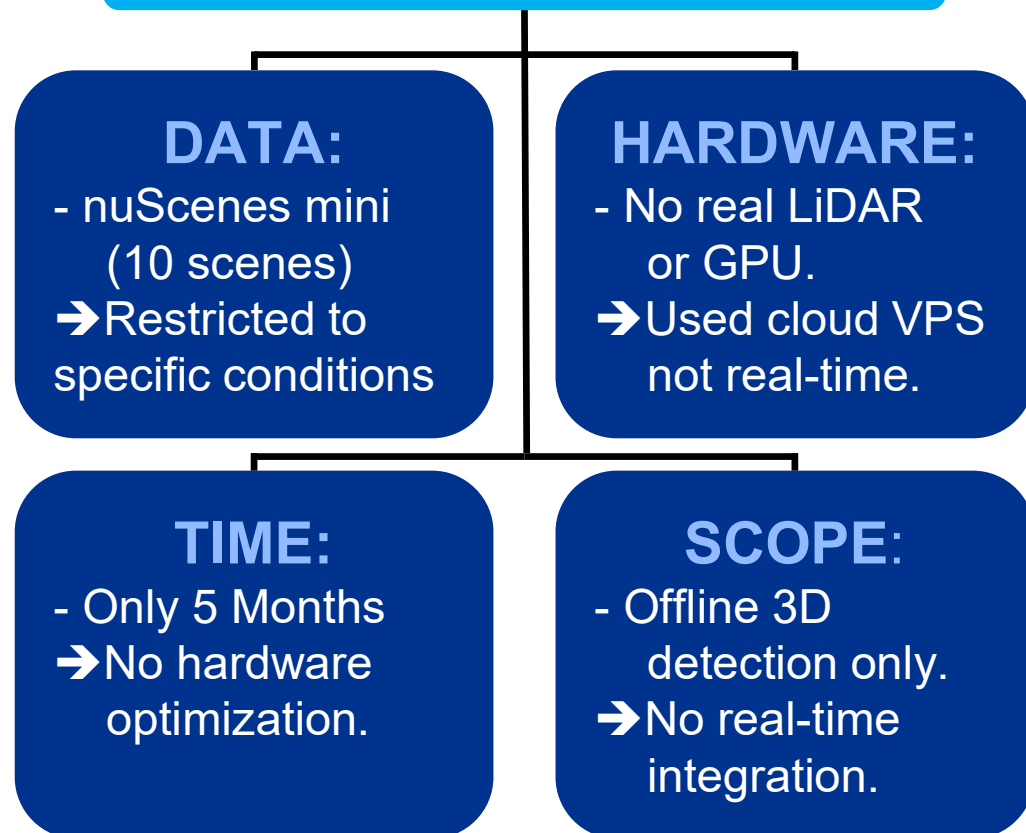 DATA:
- nuScenes mini
(10 scenes)
➔Restricted to
specific conditions
HARDWARE:
- No real LiDAR
or GPU.
➔Used cloud VPS
not real-time.
TIME:
- Only 5 Months
➔No hardware
optimization.
SCOPE:
- Offline 3D
detection only.
➔No real-time
integration.